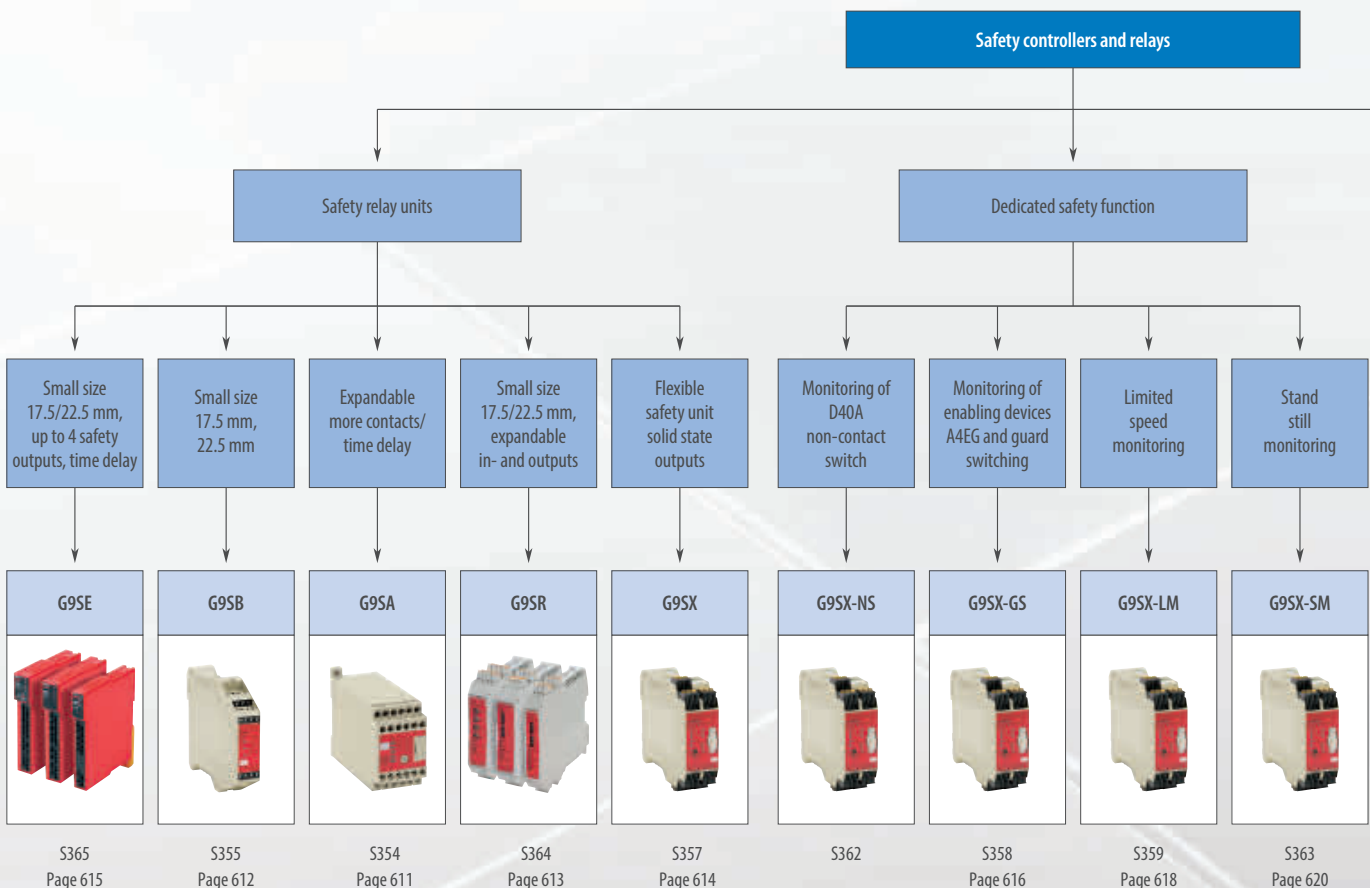 Safety controllers and relays
Safety relay units
Dedicated safety function
Small size
17.5/22.5 mm,
up to 4 safety
outputs, time delay
Small size
17.5 mm,
22.5 mm
Expandable
more contacts/
time delay
Small size
17.5/22.5 mm,
expandable
in- and outputs
Flexible
safety unit
solid state
outputs
Monitoring of
D40A
non-contact
switch
Monitoring of
enabling devices
A4EG and guard
switching
Limited
speed
monitoring
Stand
still
monitoring
G9SE
G9SB
G9SA
G9SR
G9SX
G9SX-NS
G9SX-GS
G9SX-LM
G9SX-SM
S365
Page 615
S355
Page 612
S354
Page 611
S364
Page 613
S357
Page 614
S362
S358
Page 616
S359
Page 618
S363
Page 620